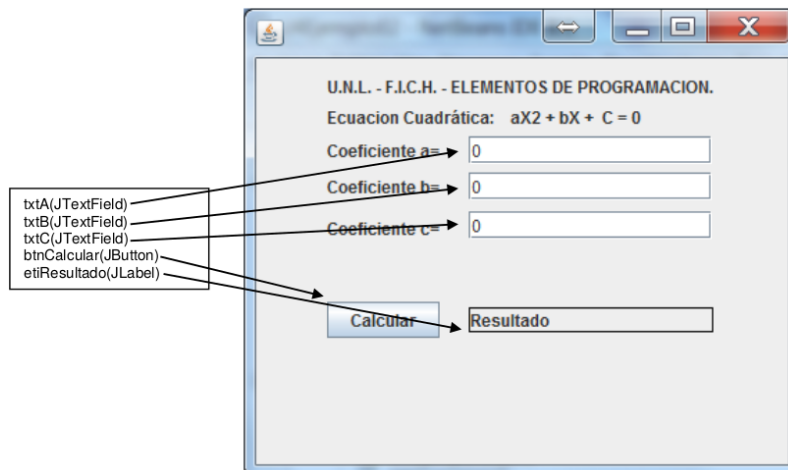 U.N.L. - F.I.C.H. - ELEMENTOS DE PROGRAMACION.
Ecuacion Cuadrática: aX2 + bX + C = 0
Coeficiente a= 0
Coeficiente b= 0
Coeficiente c= 0
txtA(JTextField)
txtB(JTextField)
txtC(JTextField)
btnCalcular(JButton)
etiResultado(JLabel)
Calcular Resultado